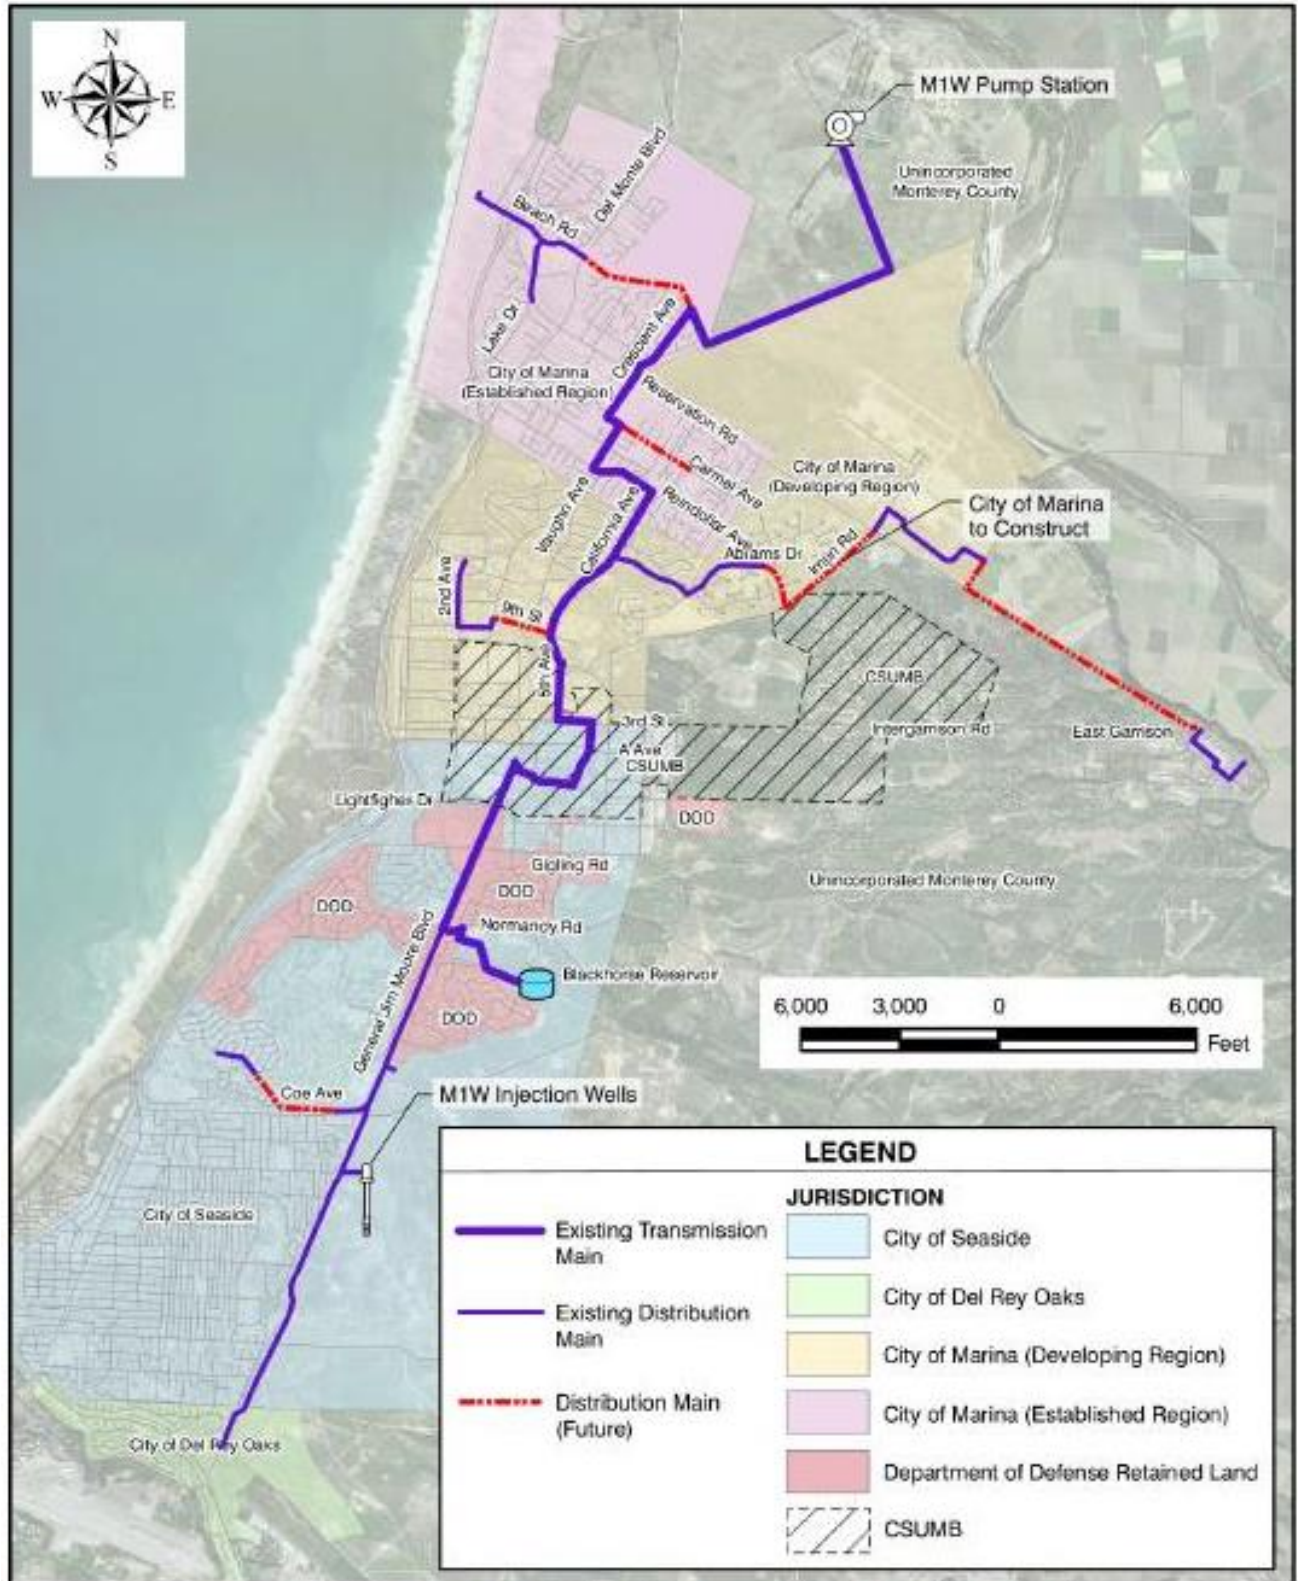 N
W E
S
M1W Pump Station
Unincorporated
Monterey County
Del Monte Blvd
Beach Rd
Lake Dr
Crescent Ave
City of Marina
(Established Region)
Reservation Rd
Carmel Ave
City of Marina
(Developing Region)
Vaughn Ave
California Ave
Reindollar Ave
City of Marina
to Construct
Abrams Dr
Imjin Rd
2nd Ave
9th St
5th Ave
CSUMB
3rd St
Intergarrison Rd
East Garrison
A Ave
CSUMB
Lightfighter Dr
DOD
Gigling Rd
Unincorporated Monterey County
DOD
DOD
Normandy Rd
General Jim Moore Blvd
Blackhorse Reservoir
DOD
6,000 3,000 0 6,000
Feet
Coe Ave
M1W Injection Wells
City of Seaside
City of Del Rey Oaks
LEGEND
Existing Transmission
Main
Existing Distribution
Main
Distribution Main
(Future)
JURISDICTION
City of Seaside
City of Del Rey Oaks
City of Marina (Developing Region)
City of Marina (Established Region)
Department of Defense Retained Land
CSUMB